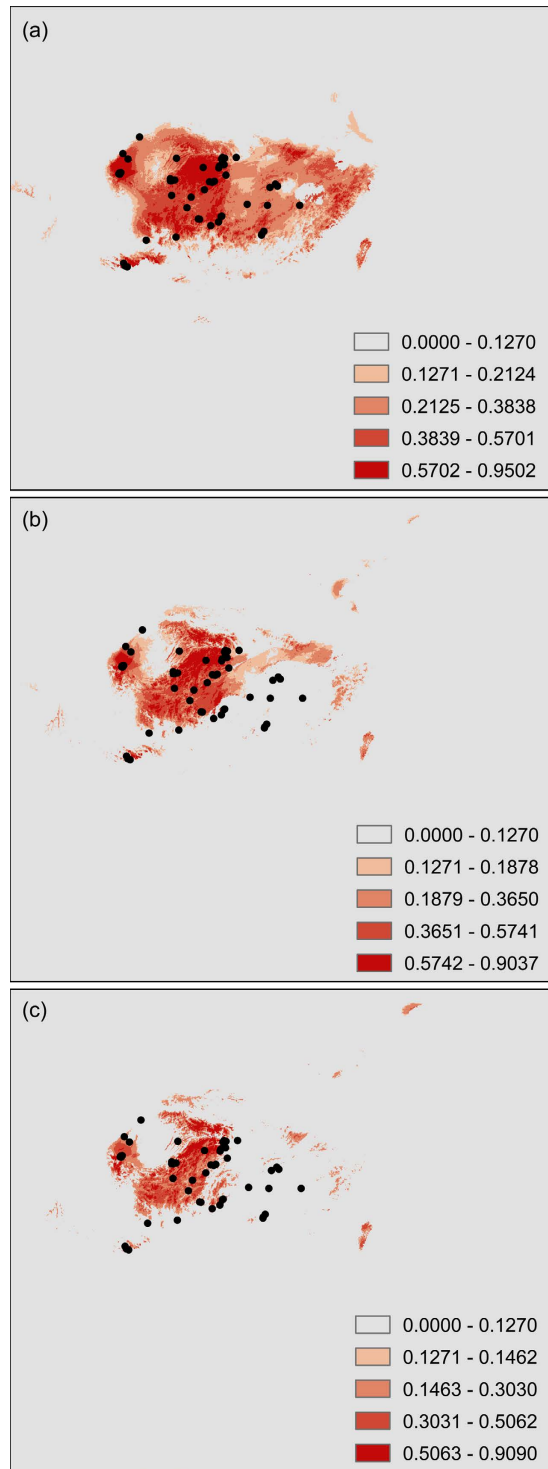 (a)
0.0000 - 0.1270
0.1271 - 0.2124
0.2125 - 0.3838
0.3839 - 0.5701
0.5702 - 0.9502
(b)
0.0000 - 0.1270
0.1271 - 0.1878
0.1879 - 0.3650
0.3651 - 0.5741
0.5742 - 0.9037
(c)
0.0000 - 0.1270
0.1271 - 0.1462
0.1463 - 0.3030
0.3031 - 0.5062
0.5063 - 0.9090